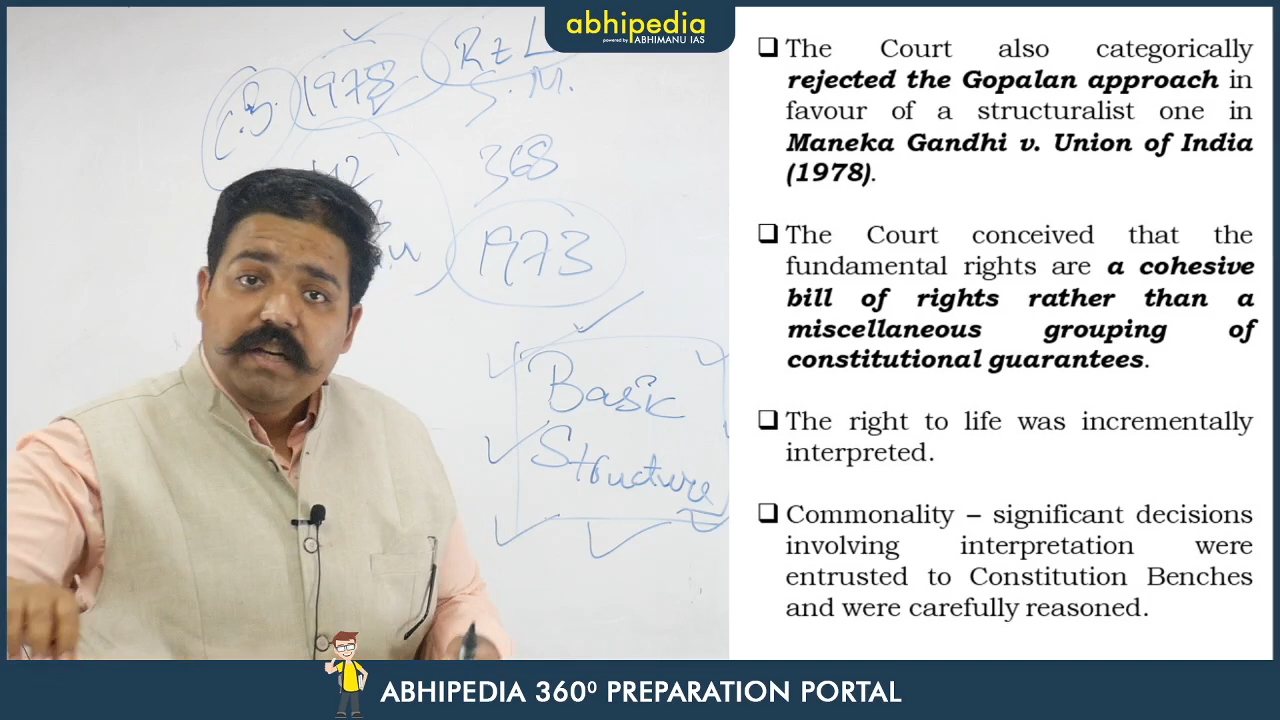 abhipedia
powered by ABHIMANU IAS
1978
R & L
S.M.
42
368
1973
Basic
Structure
❑ The Court also categorically
rejected the Gopalan approach in
favour of a structuralist one in
Maneka Gandhi v. Union of India
(1978).
❑ The Court conceived that the
fundamental rights are a cohesive
bill of rights rather than a
miscellaneous grouping of
constitutional guarantees.
❑ The right to life was incrementally
interpreted.
❑ Commonality – significant decisions
involving interpretation were
entrusted to Constitution Benches
and were carefully reasoned.
ABHIPEDIA 360⁰ PREPARATION PORTAL